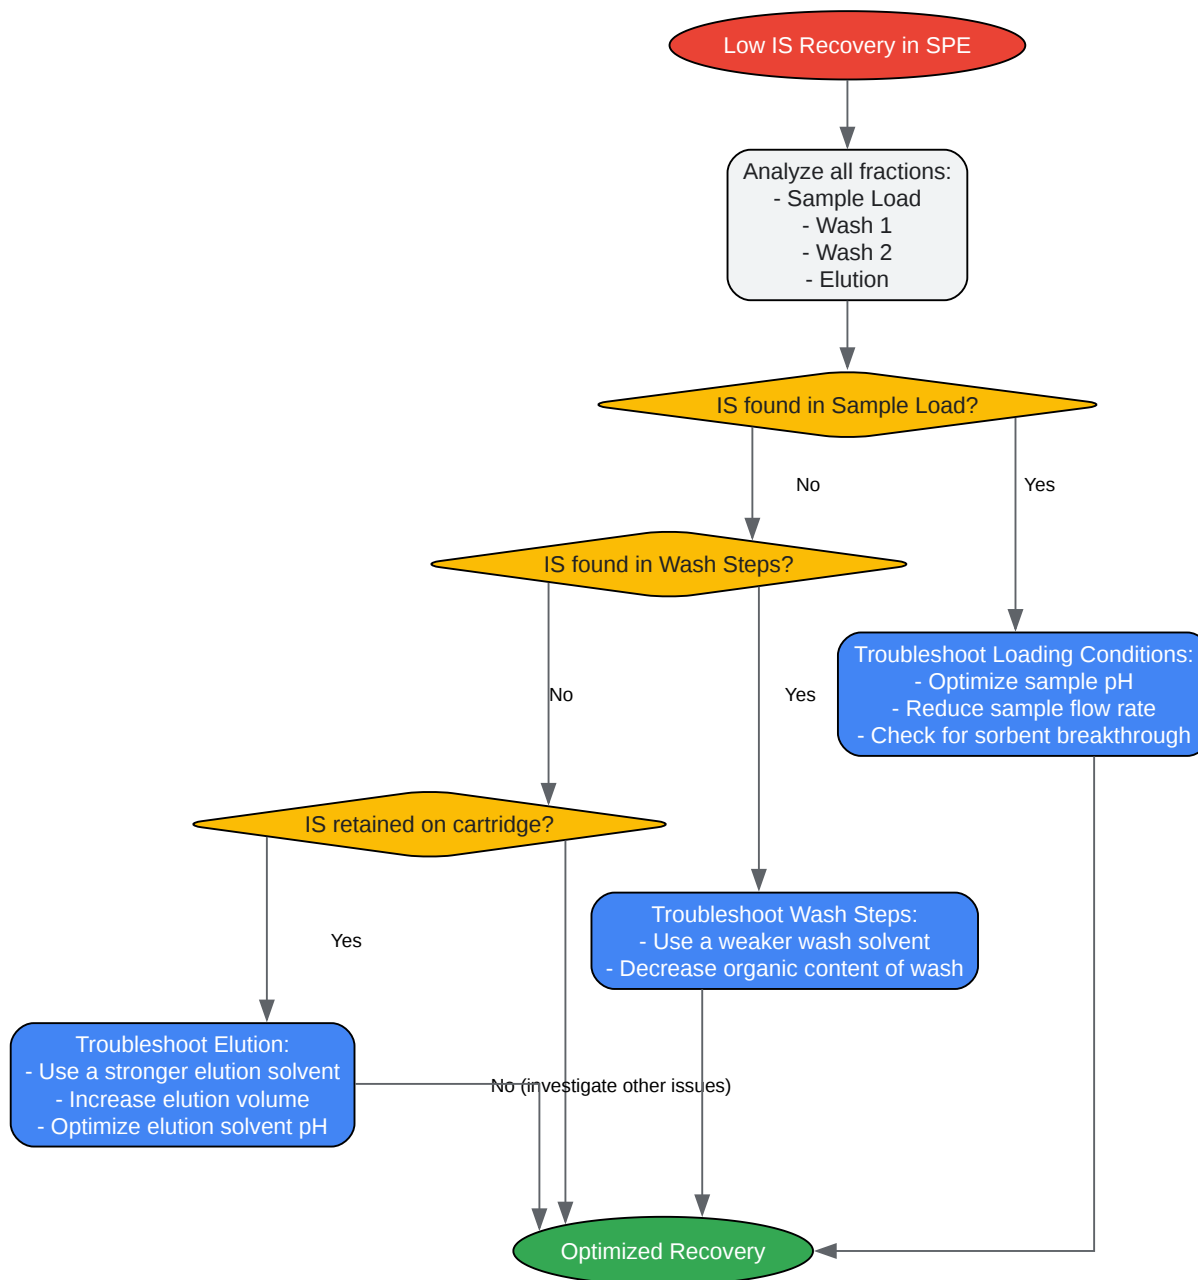 Low IS Recovery in SPE
Analyze all fractions:
- Sample Load
- Wash 1
- Wash 2
- Elution
IS found in Sample Load?
No
Yes
IS found in Wash Steps?
Troubleshoot Loading Conditions:
- Optimize sample pH
- Reduce sample flow rate
- Check for sorbent breakthrough
No
Yes
IS retained on cartridge?
Troubleshoot Wash Steps:
- Use a weaker wash solvent
- Decrease organic content of wash
Yes
Troubleshoot Elution:
- Use a stronger elution solvent
- Increase elution volume
- Optimize elution solvent pH
No (investigate other issues)
Optimized Recovery